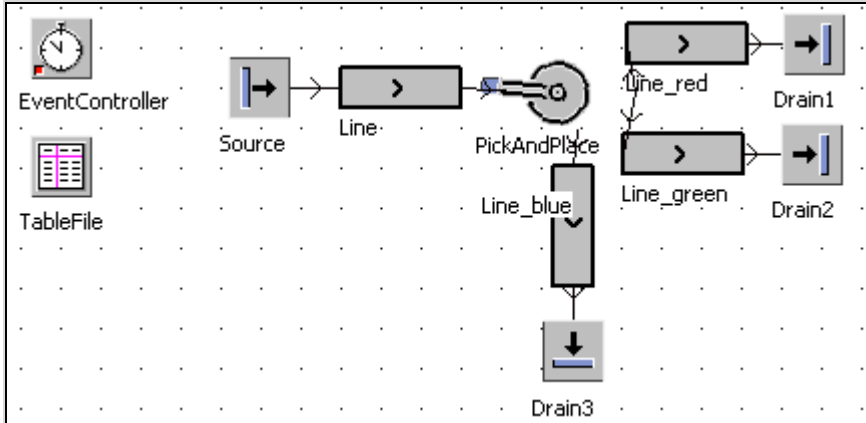 EventController
Source
Line
PickAndPlace
Line_red
Drain1
TableFile
Line_blue
Line_green
Drain2
Drain3